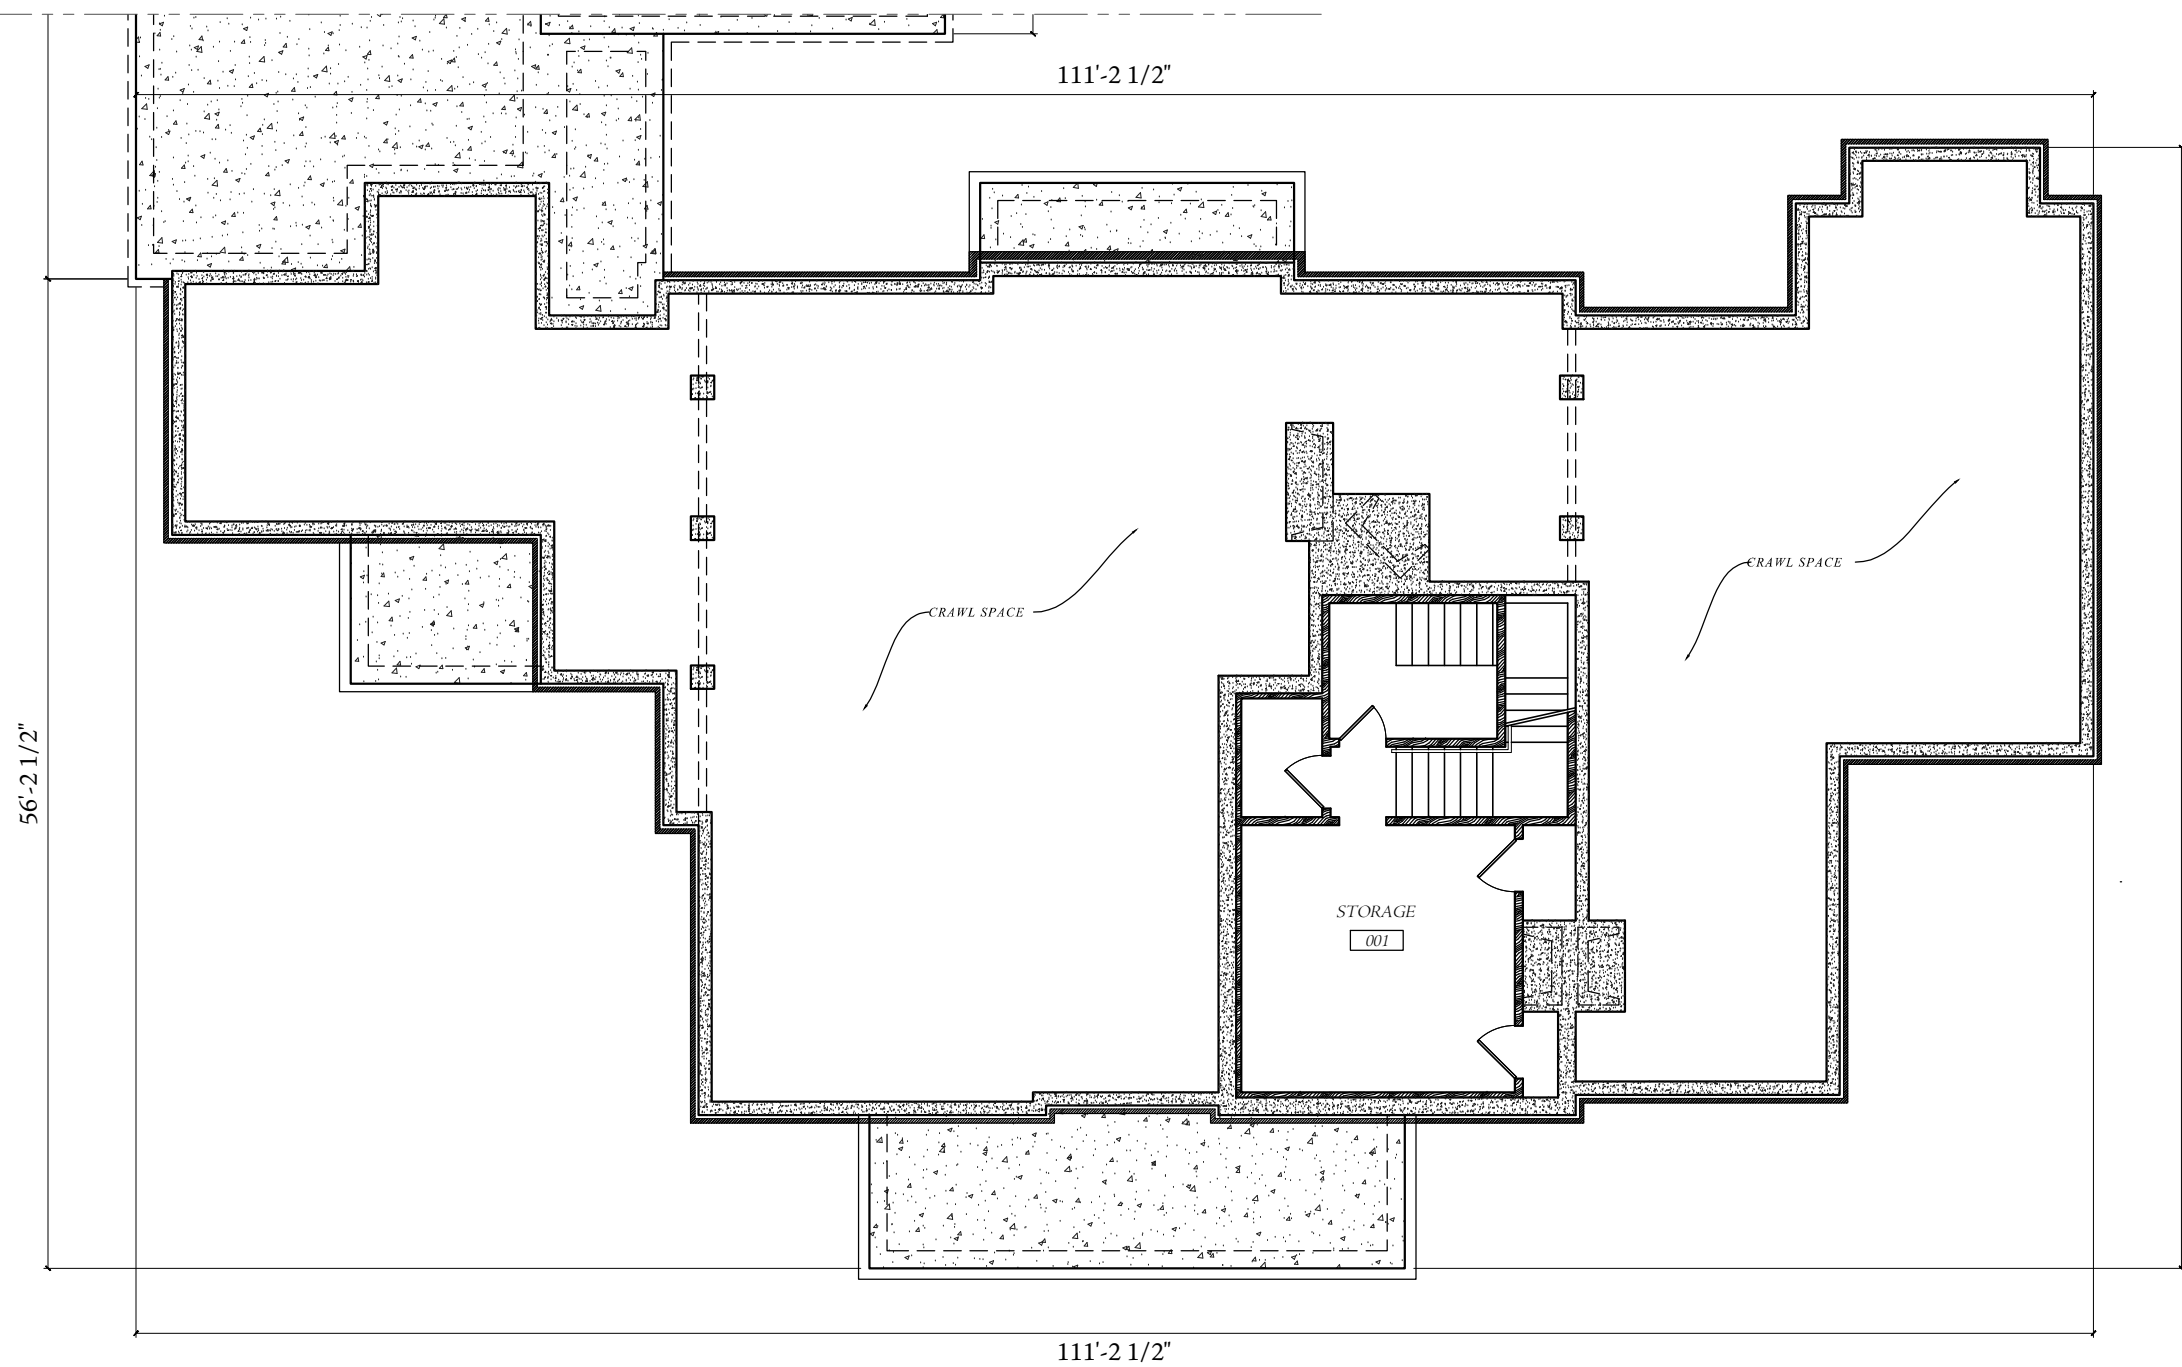 111'-2 1/2"
CRAWL SPACE
CRAWL SPACE
56'-2 1/2"
STORAGE
001
111'-2 1/2"